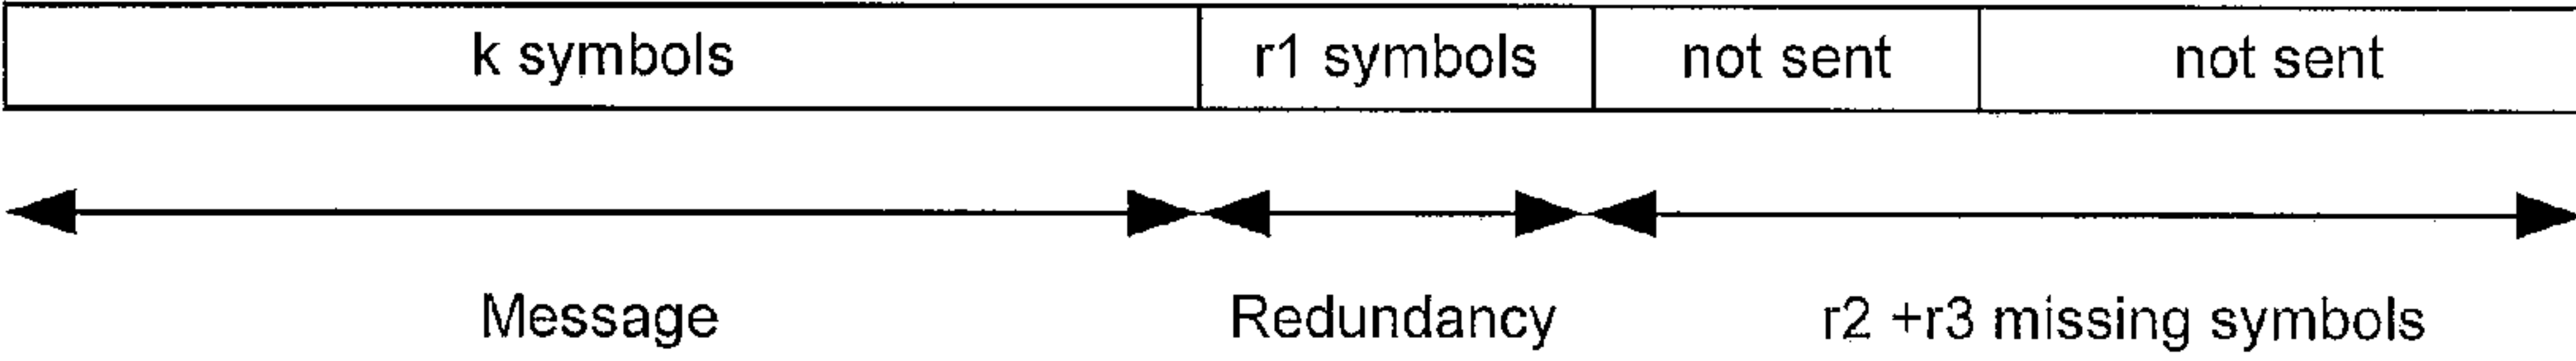 k symbols r1 symbols not sent not sent
Message Redundancy r2 +r3 missing symbols